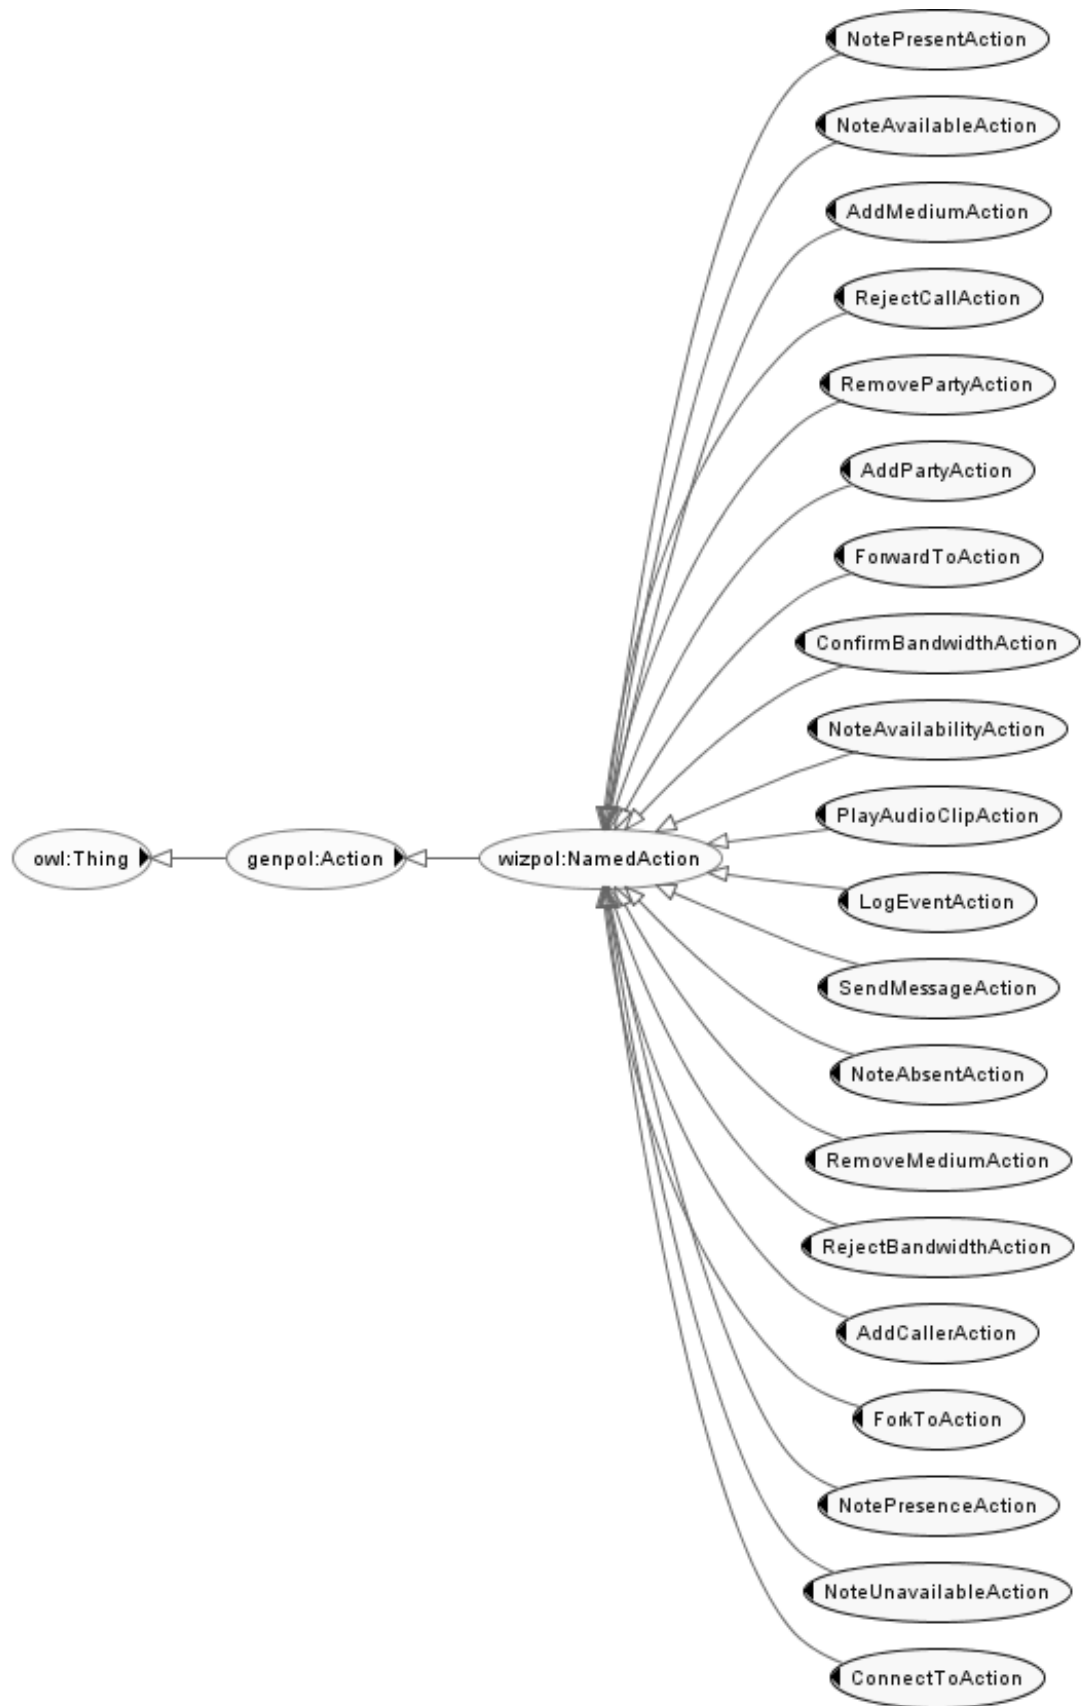 NotePresentAction
NoteAvailableAction
AddMediumAction
RejectCallAction
RemovePartyAction
AddPartyAction
ForwardToAction
ConfirmBandwidthAction
NoteAvailabilityAction
PlayAudioClipAction
owl:Thing
genpol:Action
wizpol:NamedAction
LogEventAction
SendMessageAction
NoteAbsentAction
RemoveMediumAction
RejectBandwidthAction
AddCallerAction
ForkToAction
NotePresenceAction
NoteUnavailableAction
ConnectToAction